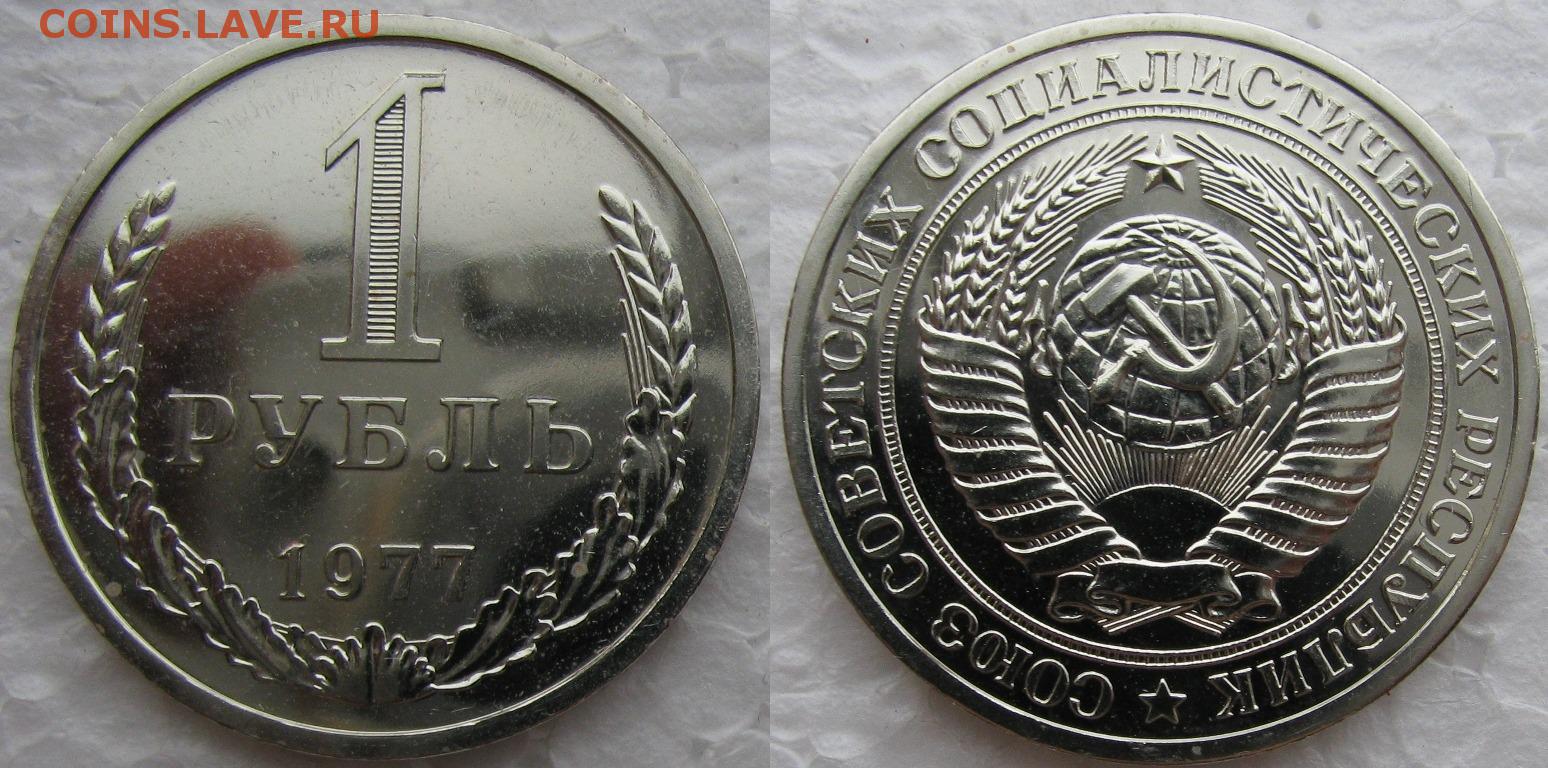 COINS.LAVE.RU
1
РУБЛЬ
1977
СОЮЗ СОВЕТСКИХ СОЦИАЛИСТИЧЕСКИХ РЕСПУБЛИК